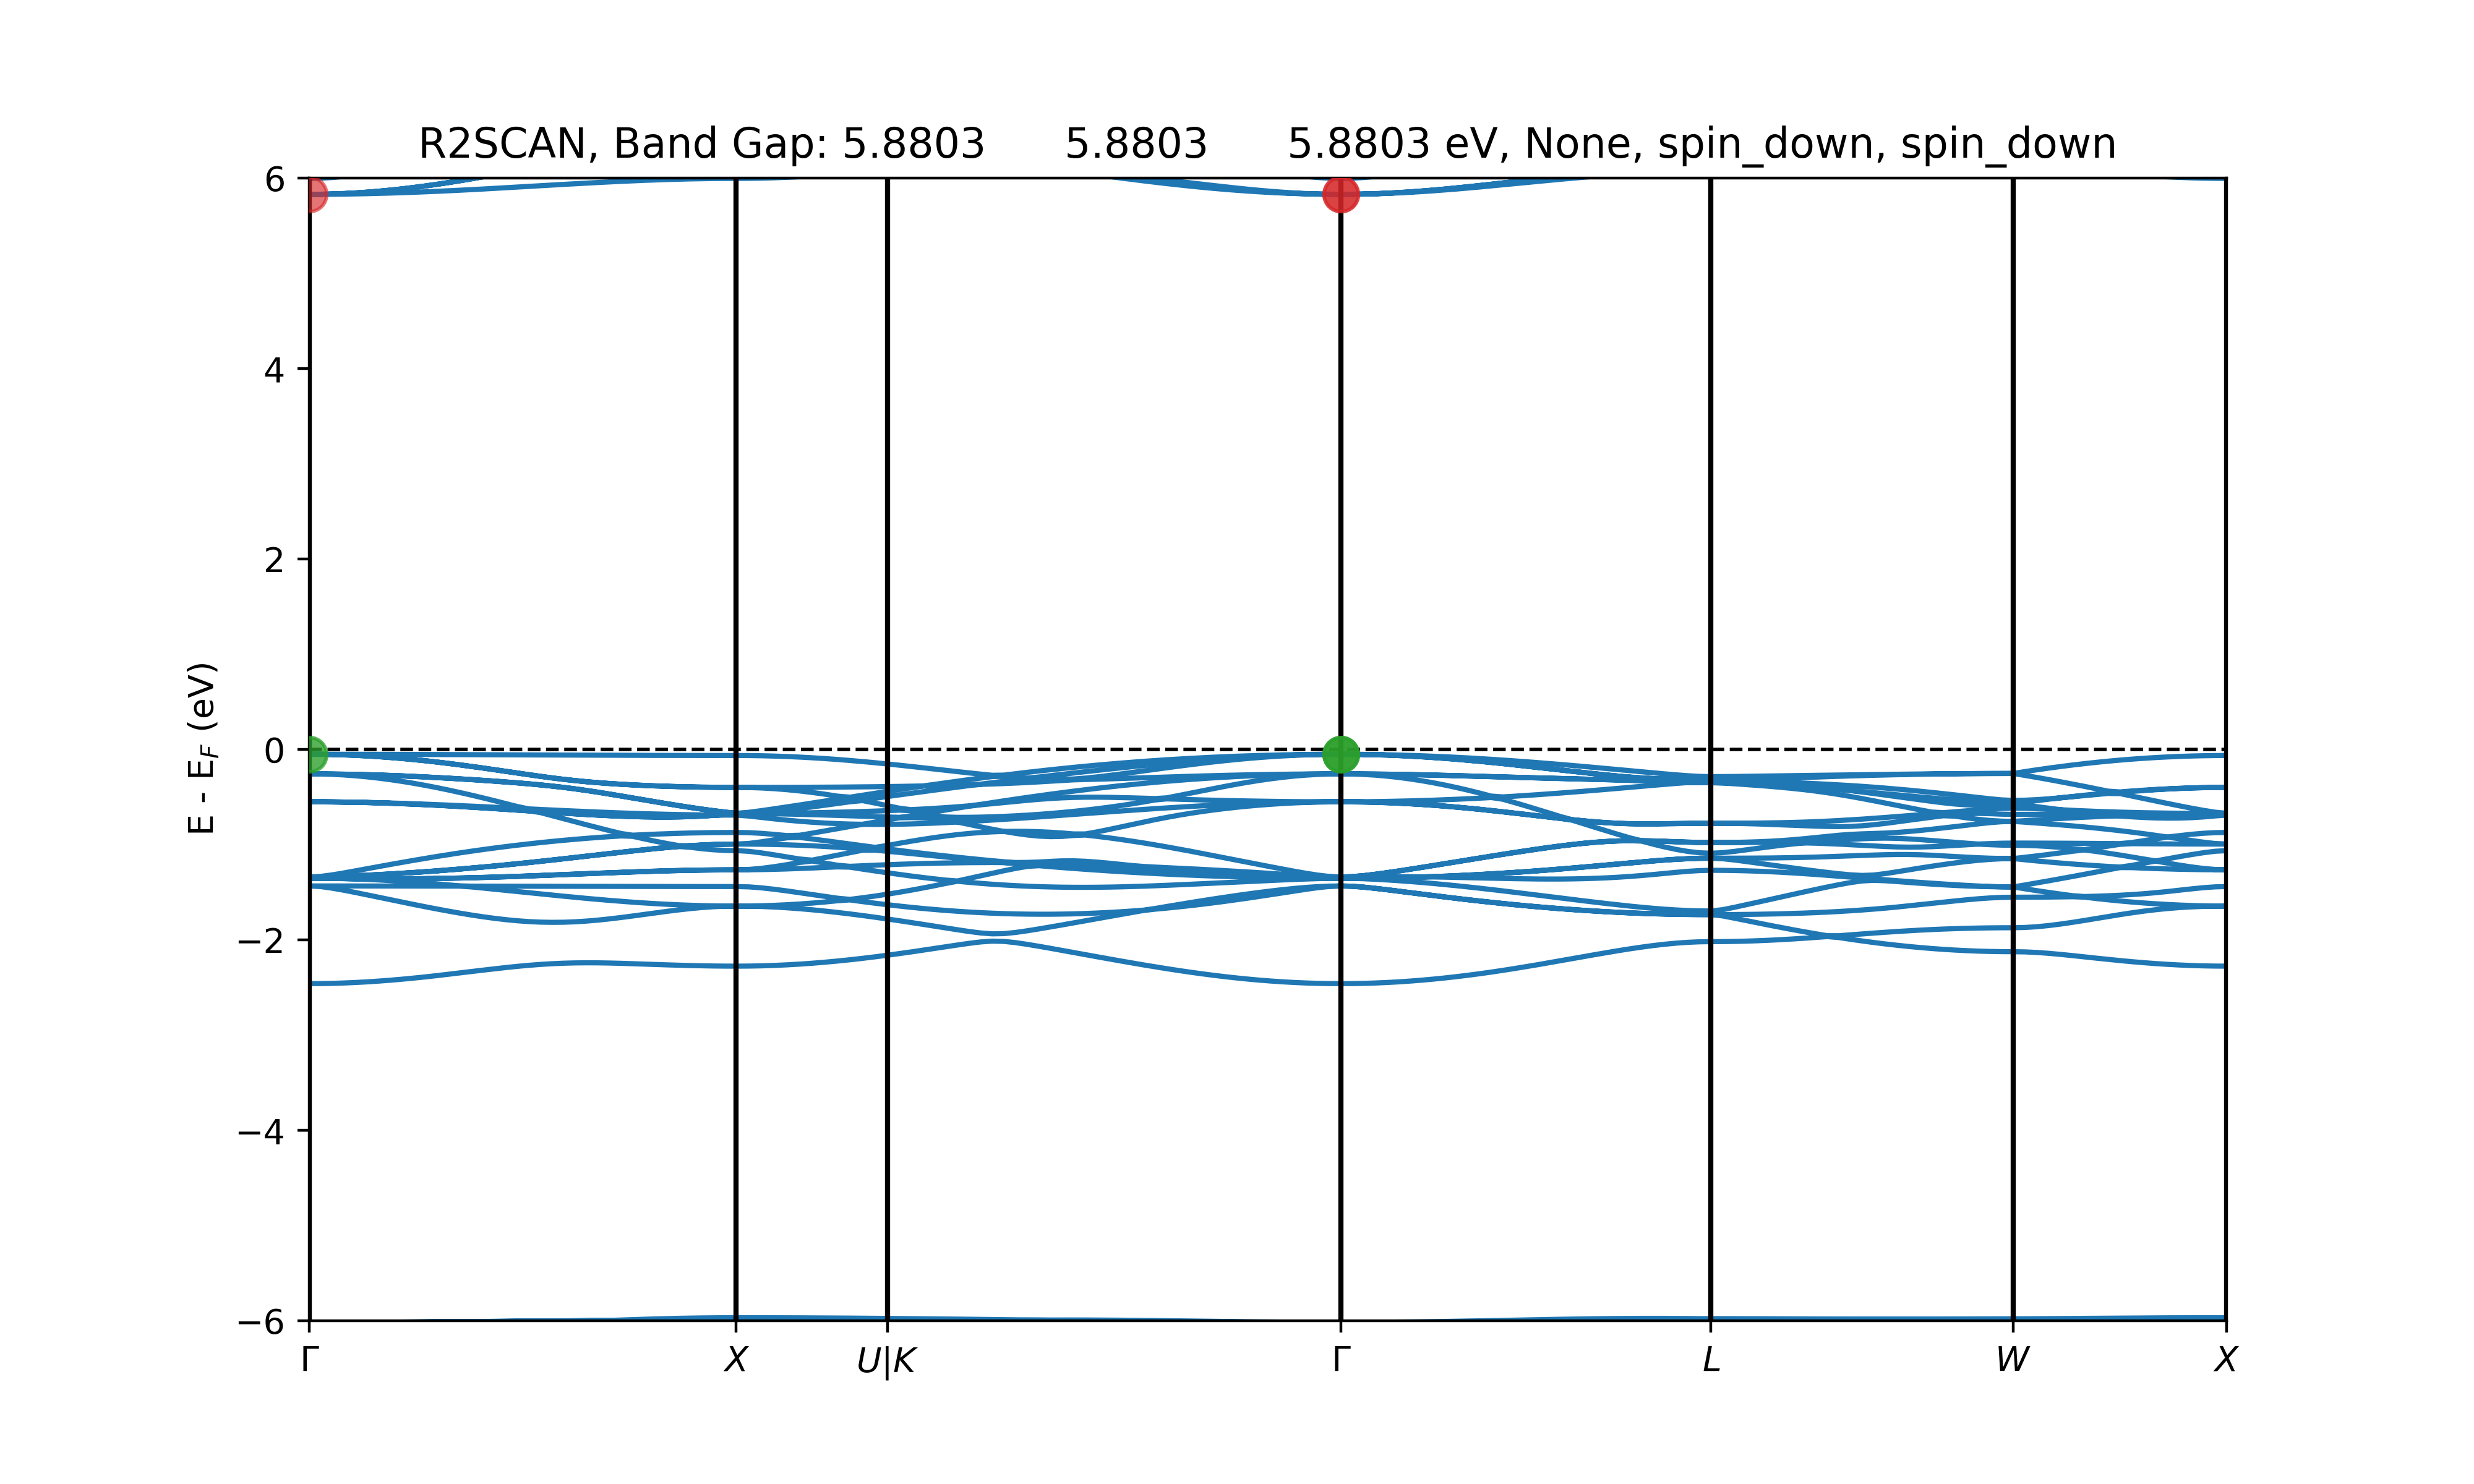 R2SCAN, Band Gap: 5.8803 5.8803 5.8803 eV, None, spin_down, spin_down
E - E_F (eV)
6
4
2
0
−2
−4
−6
Γ X U|K Γ L W X